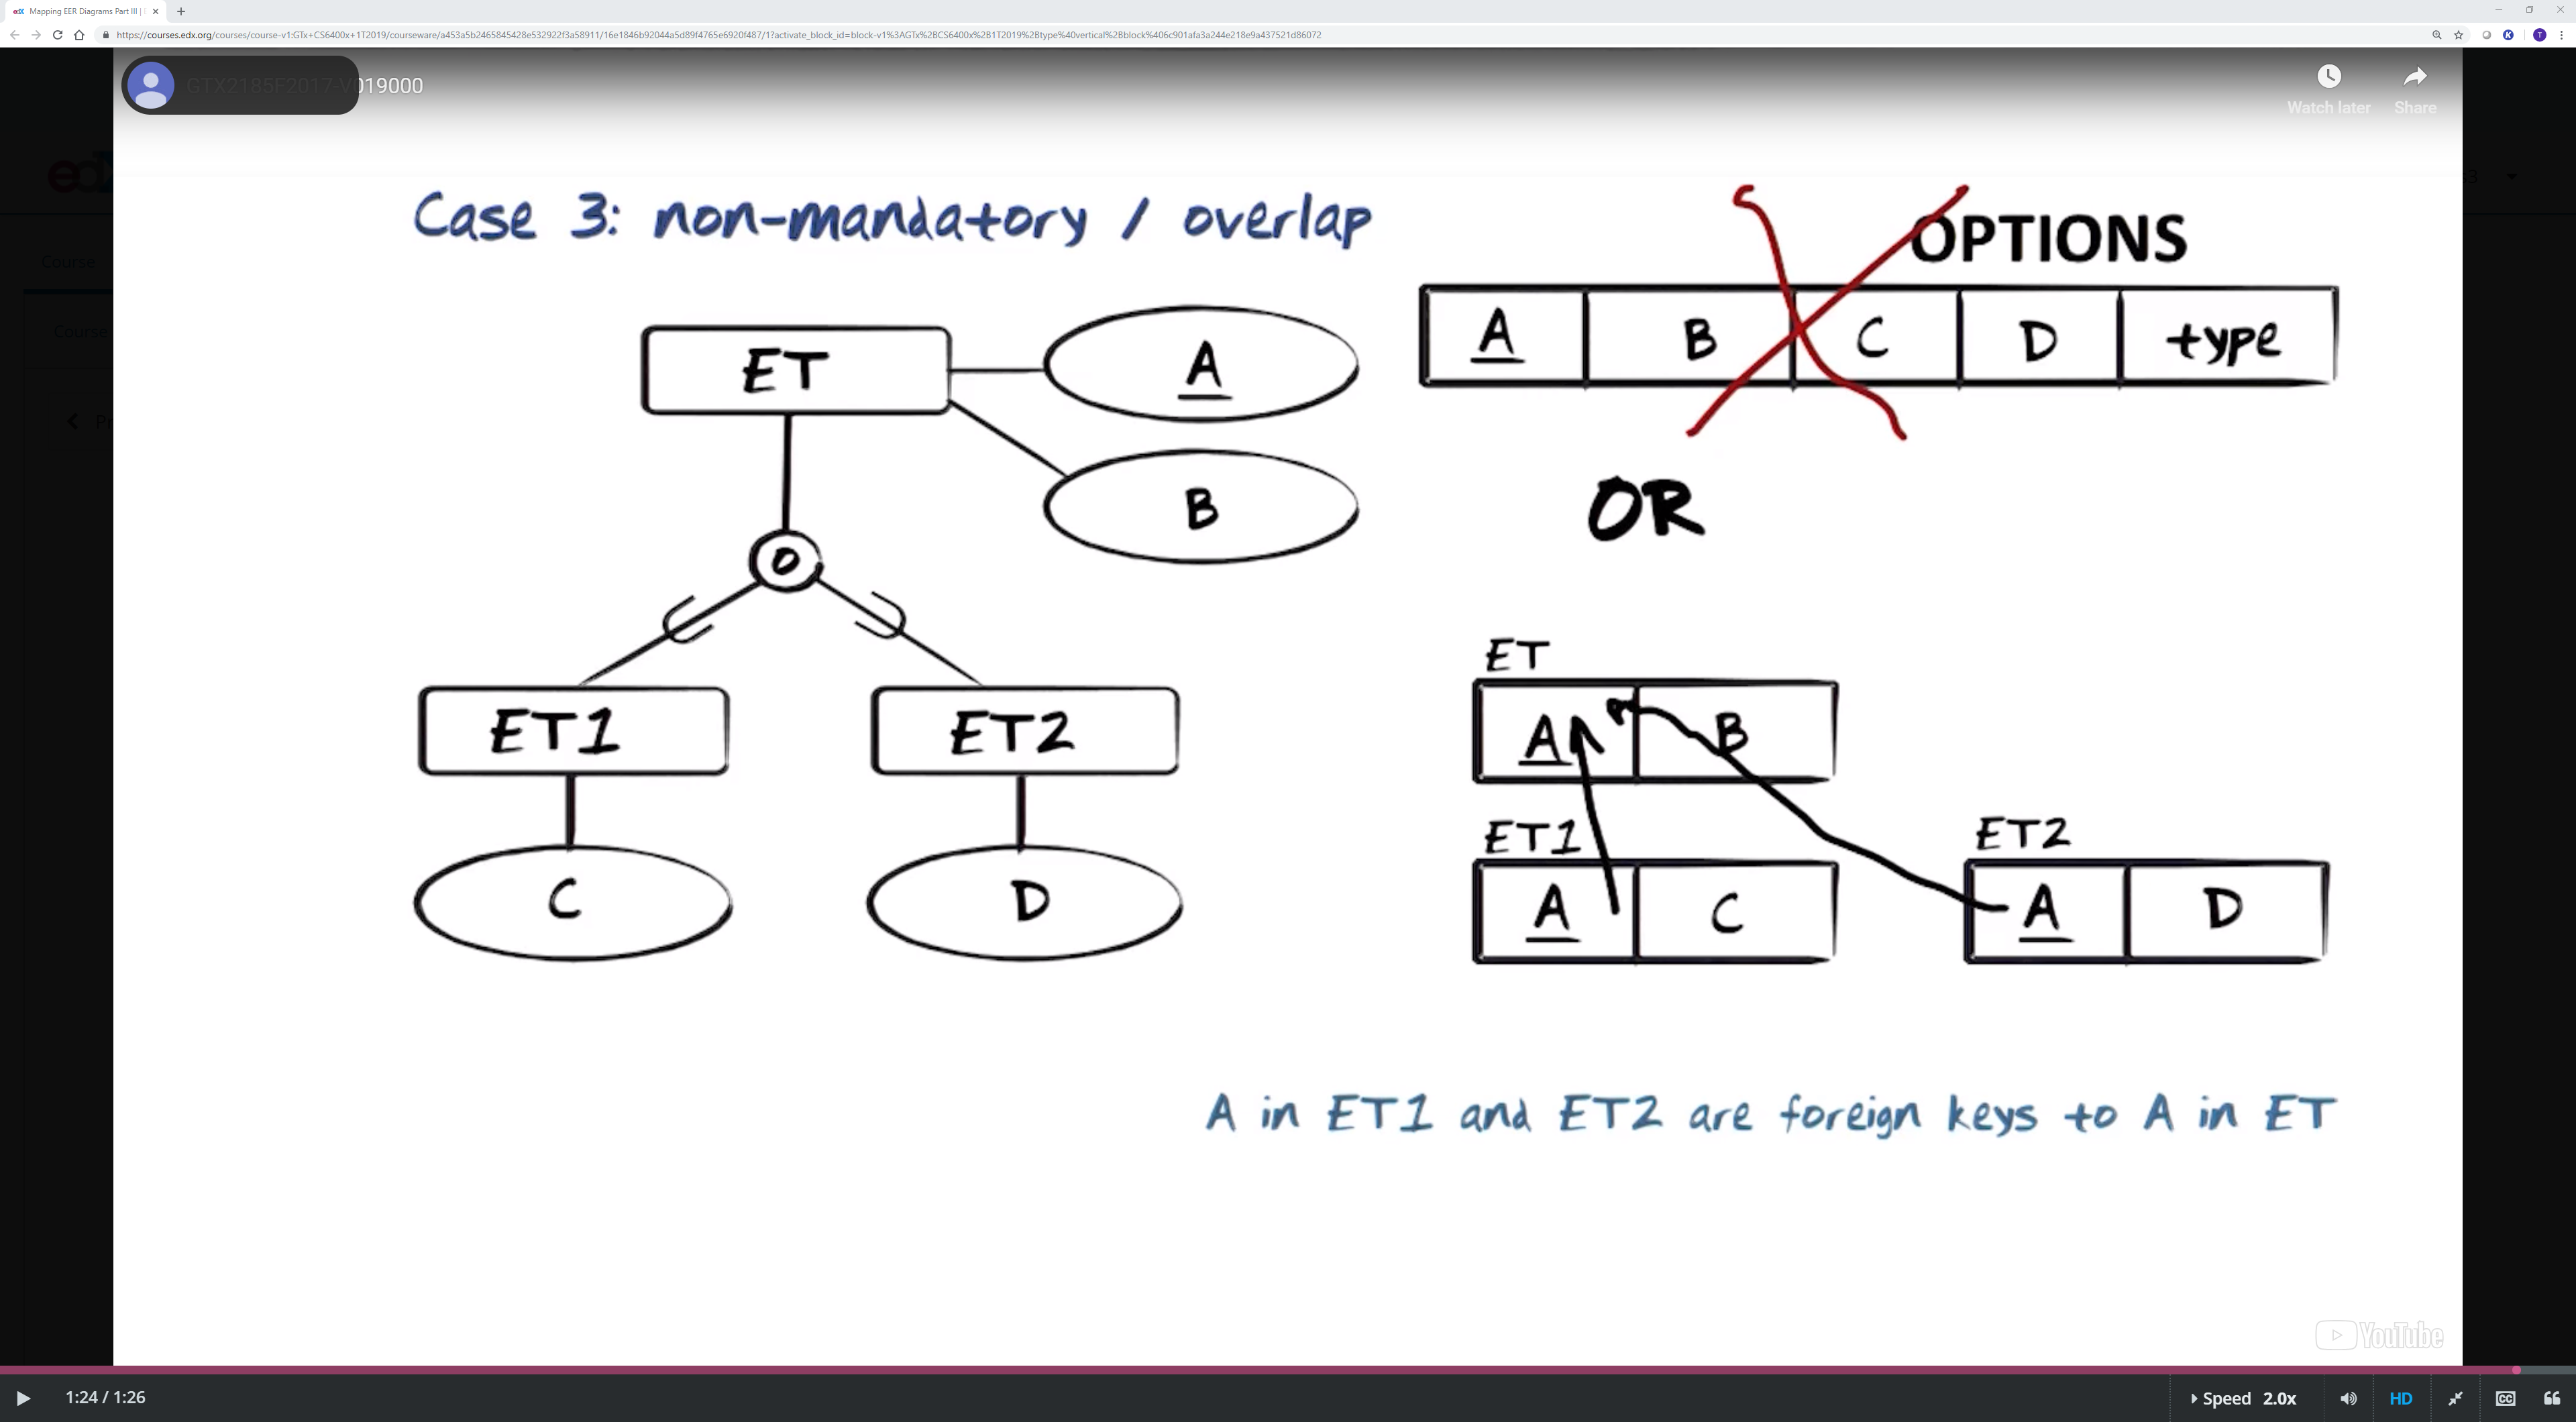 Mapping EER Diagrams Part III |
https://courses.edx.org/courses/course-v1:GTx+CS6400x+1T2019/courseware/a453a5b2465845428e532922f3a58911/16e1846b92044a5d89f4765e6920f487/1?activate_block_id=block-v1%3AGTx%2BCS6400x%2B1T2019%2Btype%40vertical%2Bblock%406c901afa3a244e218e9a437521d86072
GTX2185F2017-V019000
Watch later
Share
Course
Course
Case 3: non-mandatory / overlap
OPTIONS
ET
A
B
A B C D type
OR
O
ET1
ET2
C
D
ET
A B
ET1
A C
ET2
A D
A in ET1 and ET2 are foreign keys to A in ET
YouTube
1:24 / 1:26
Speed 2.0x
HD
CC